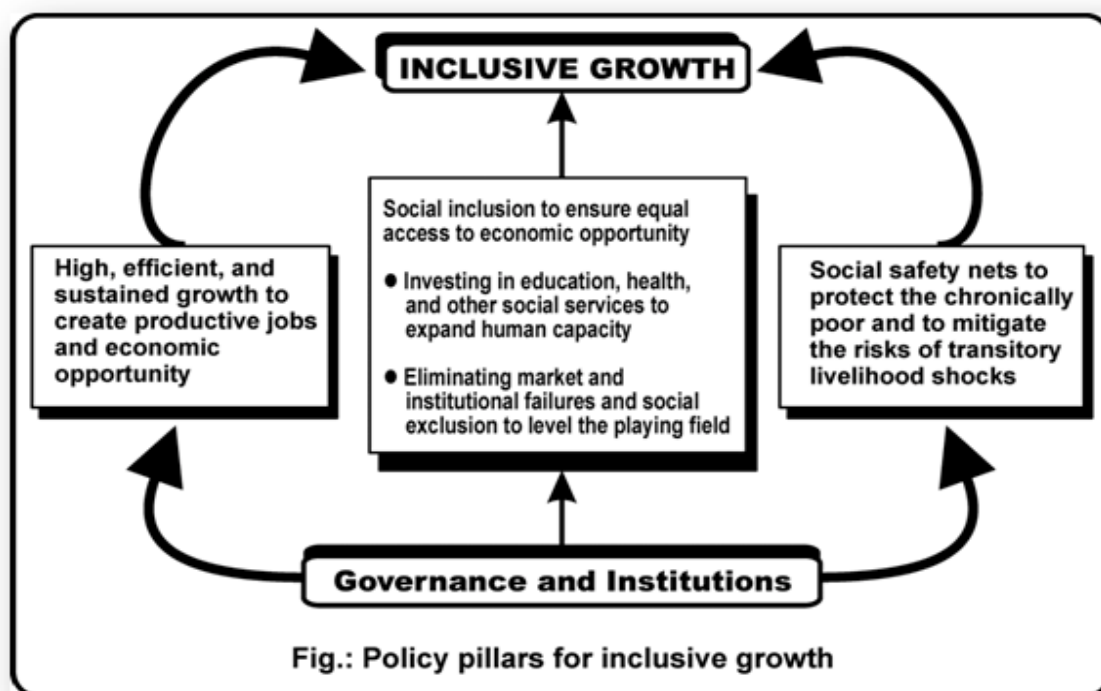 INCLUSIVE GROWTH
High, efficient, and
sustained growth to
create productive jobs
and economic
opportunity
Social inclusion to ensure equal
access to economic opportunity
● Investing in education, health,
and other social services to
expand human capacity
● Eliminating market and
institutional failures and social
exclusion to level the playing field
Social safety nets to
protect the chronically
poor and to mitigate
the risks of transitory
livelihood shocks
Governance and Institutions
Fig.: Policy pillars for inclusive growth